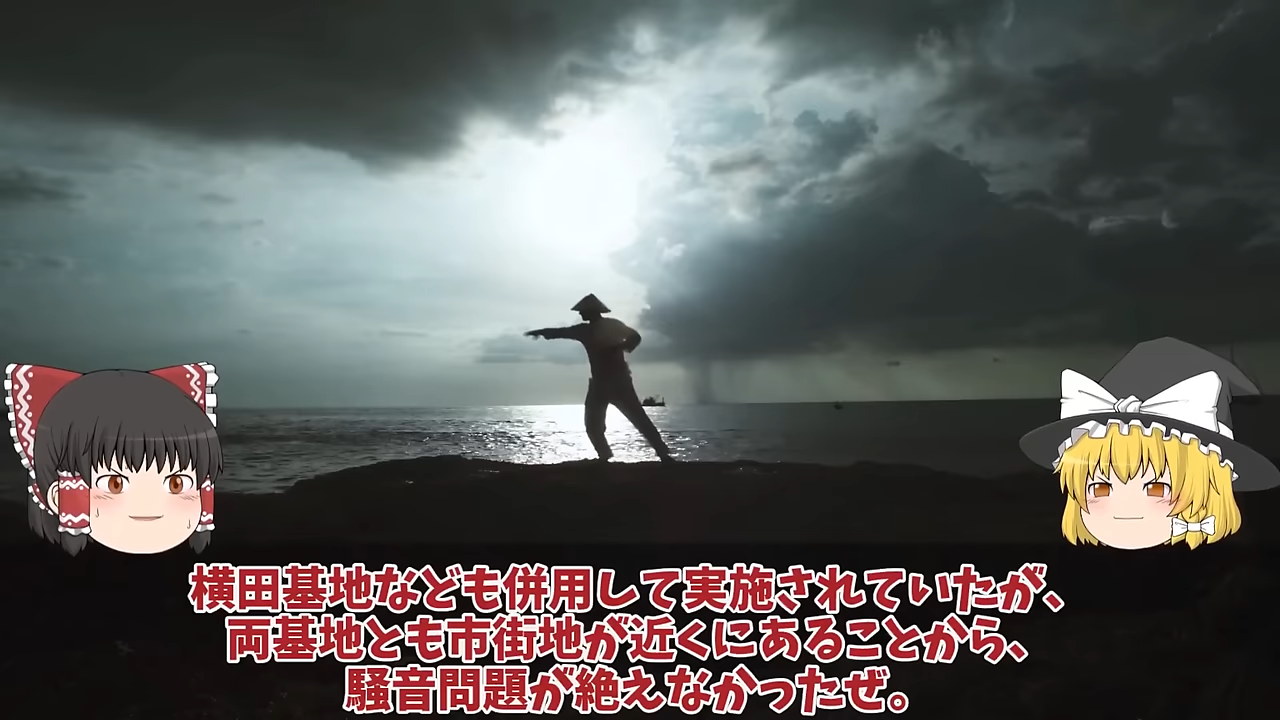 横田基地なども併用して実施されていたが、
両基地とも市街地が近くにあることから、
騒音問題が絶えなかったぜ。